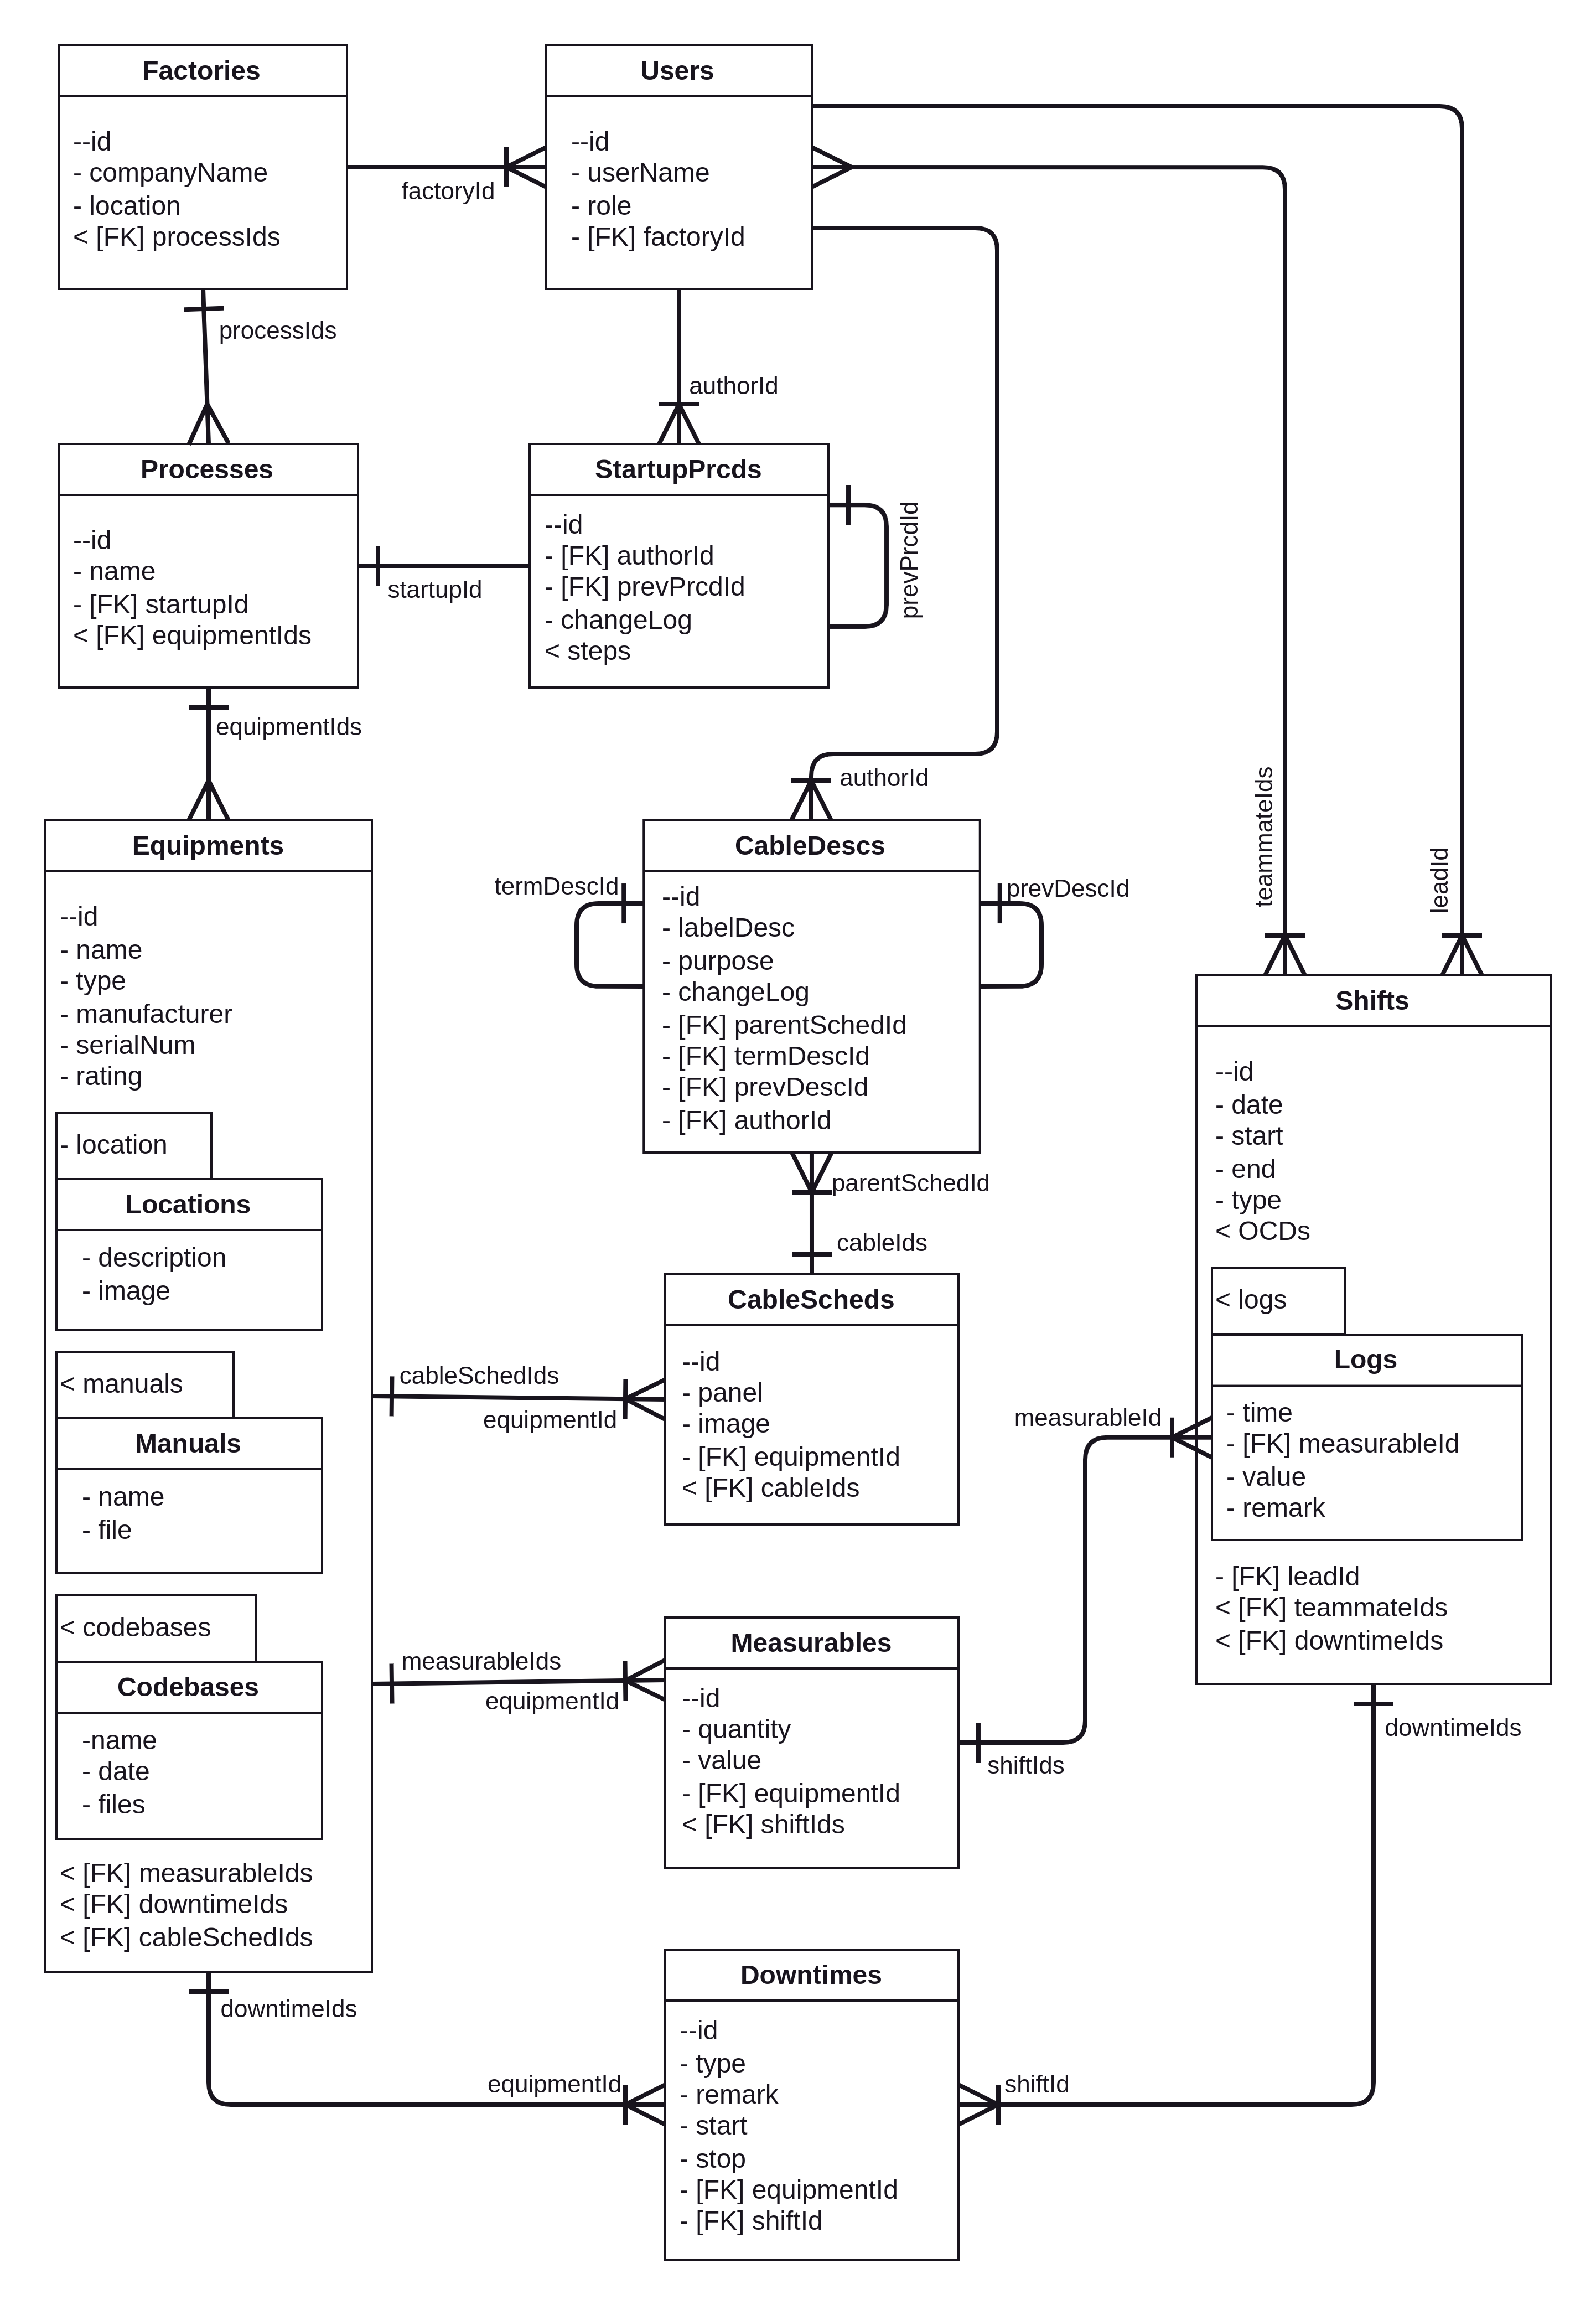 Factories
--id
- companyName
- location
< [FK] processIds
Users
--id
- userName
- role
- [FK] factoryId
factoryId
processIds
authorId
Processes
--id
- name
- [FK] startupId
< [FK] equipmentIds
startupId
StartupPrcds
--id
- [FK] authorId
- [FK] prevPrcdId
- changeLog
< steps
prevPrcdId
equipmentIds
authorId
teammateIds
leadId
Equipments
--id
- name
- type
- manufacturer
- serialNum
- rating
- location
Locations
- description
- image
< manuals
Manuals
- name
- file
< codebases
Codebases
-name
- date
- files
< [FK] measurableIds
< [FK] downtimeIds
< [FK] cableSchedIds
termDescId
prevDescId
CableDescs
--id
- labelDesc
- purpose
- changeLog
- [FK] parentSchedId
- [FK] termDescId
- [FK] prevDescId
- [FK] authorId
parentSchedId
cableIds
CableScheds
--id
- panel
- image
- [FK] equipmentId
< [FK] cableIds
cableSchedIds
equipmentId
Shifts
--id
- date
- start
- end
- type
< OCDs
< logs
Logs
- time
- [FK] measurableId
- value
- remark
- [FK] leadId
< [FK] teammateIds
< [FK] downtimeIds
measurableId
measurableIds
equipmentId
Measurables
--id
- quantity
- value
- [FK] equipmentId
< [FK] shiftIds
shiftIds
downtimeIds
downtimeIds
equipmentId
shiftId
Downtimes
--id
- type
- remark
- start
- stop
- [FK] equipmentId
- [FK] shiftId